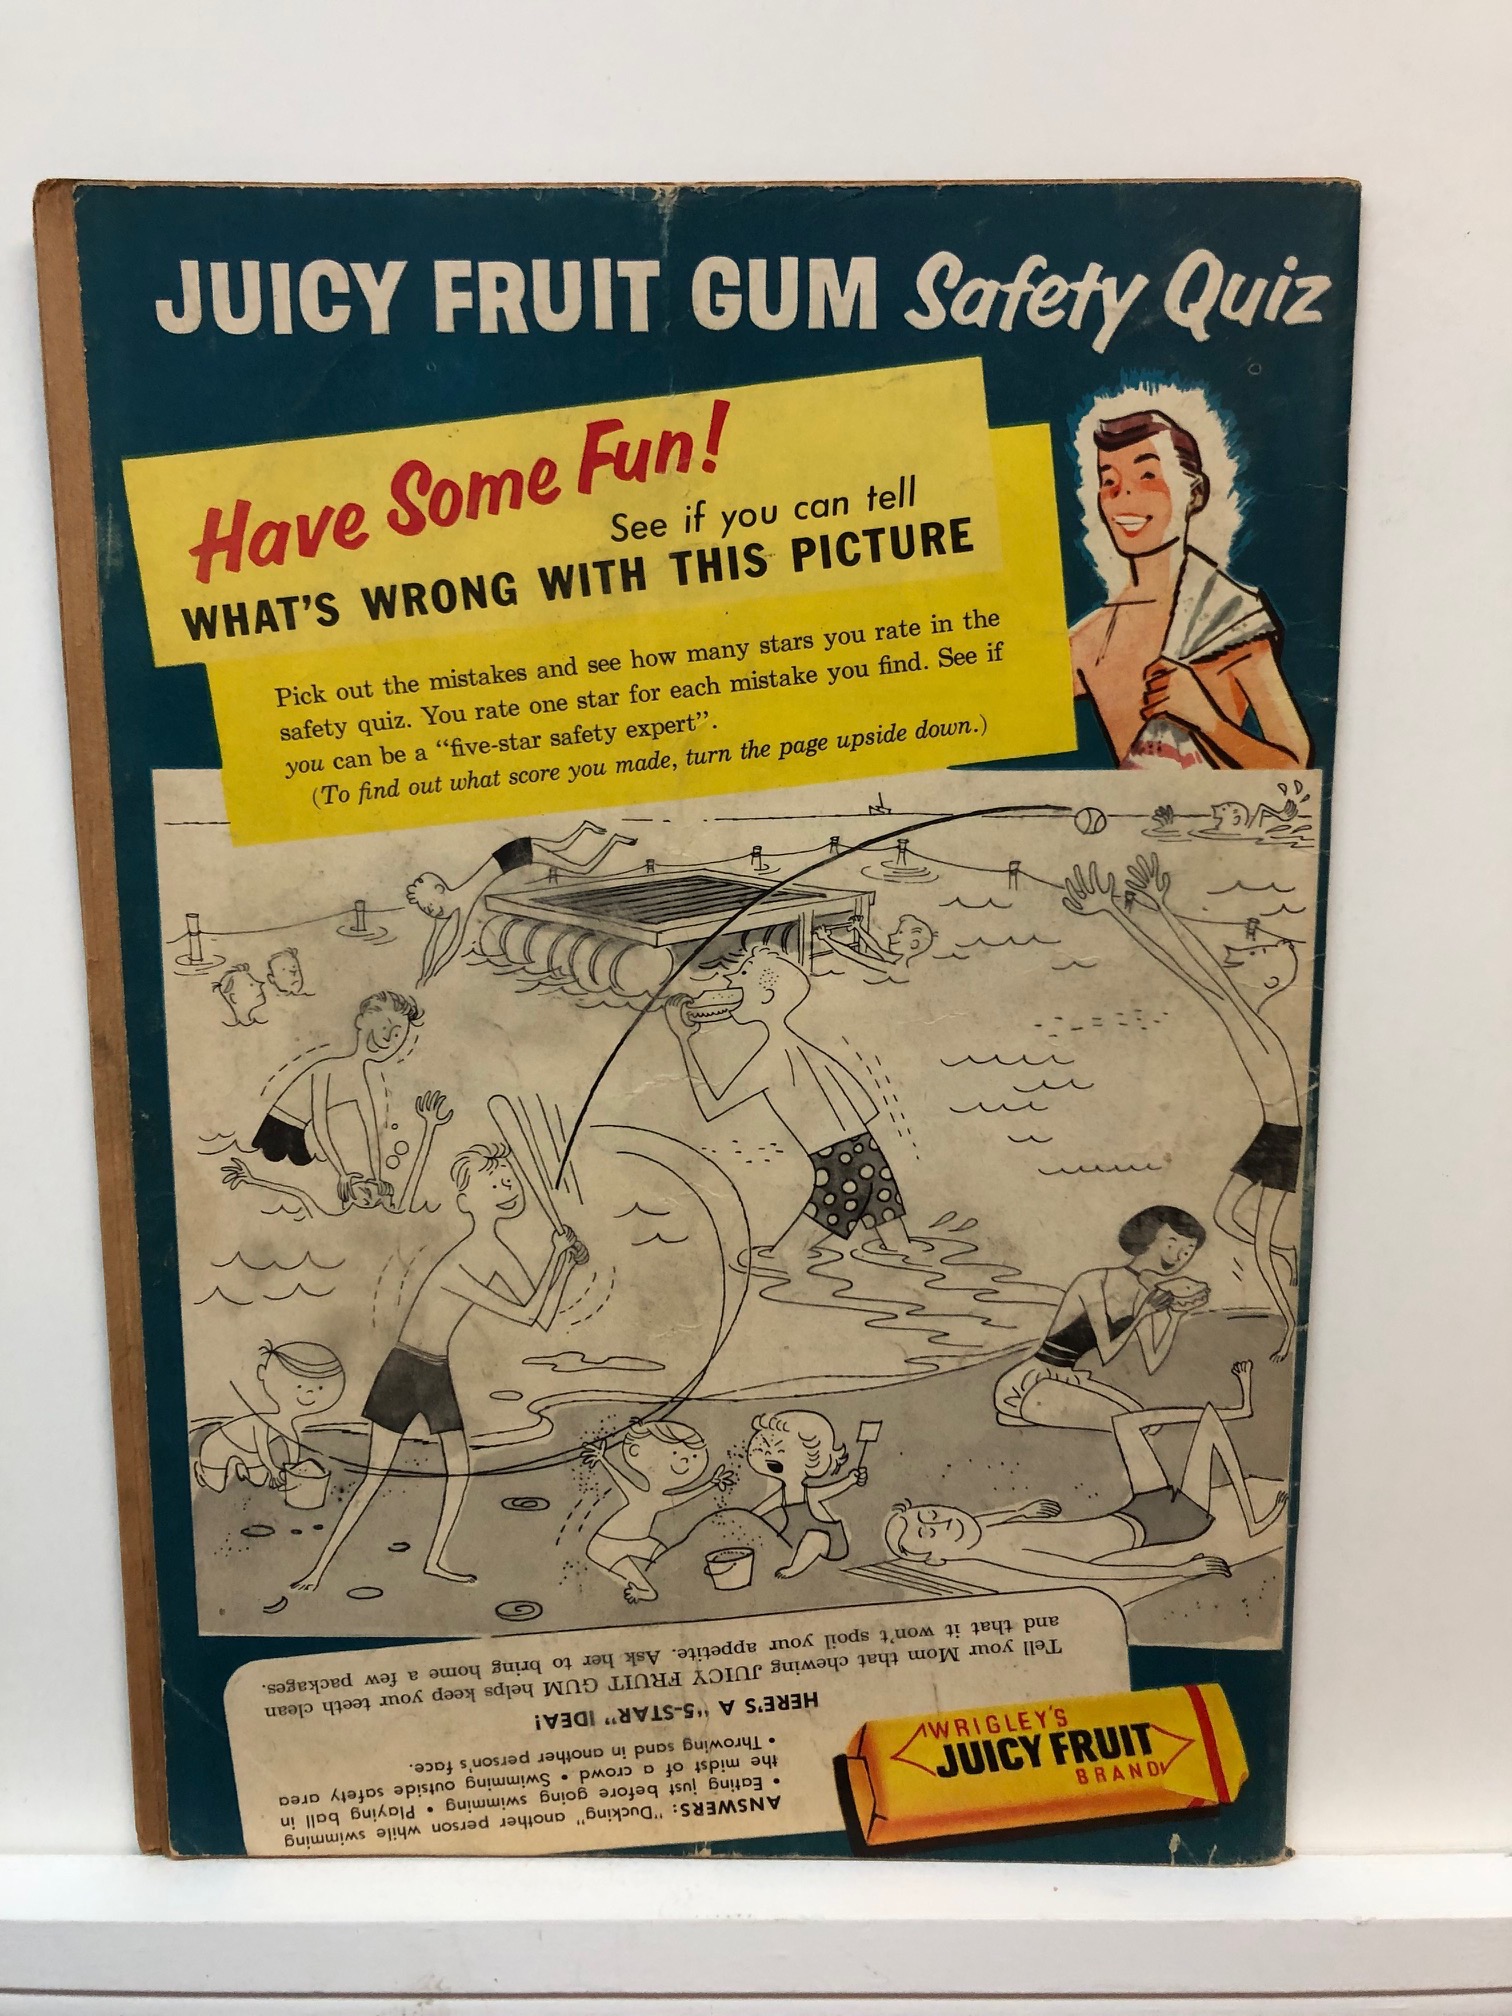 JUICY FRUIT GUM Safety Quiz
Have Some Fun!
See if you can tell
WHAT'S WRONG WITH THIS PICTURE
Pick out the mistakes and see how many stars you rate in the
safety quiz. You rate one star for each mistake you find. See if
you can be a “five-star safety expert”.
(To find out what score you made, turn the page upside down.)
WRIGLEY'S
JUICY FRUIT
BRAND
ANSWERS: "Ducking" another person while swimming
• Eating just before going swimming • Playing ball in
the midst of a crowd • Swimming outside safety area
• Throwing sand in another person's face.
HERE'S A "5-STAR" IDEA!
Tell your Mom that chewing JUICY FRUIT GUM helps keep your teeth clean
and that it won't spoil your appetite. Ask her to bring home a few packages.